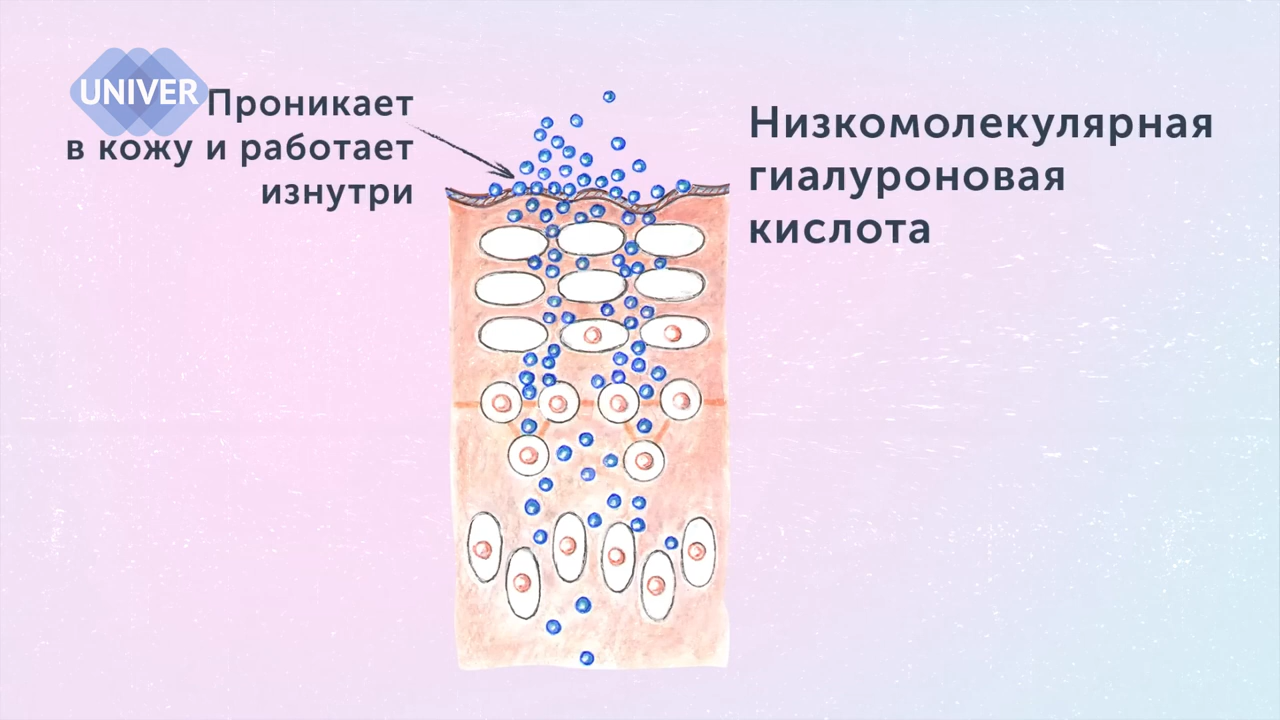 UNIVER
Проникает
в кожу и работает
изнутри
Низкомолекулярная
гиалуроновая
кислота